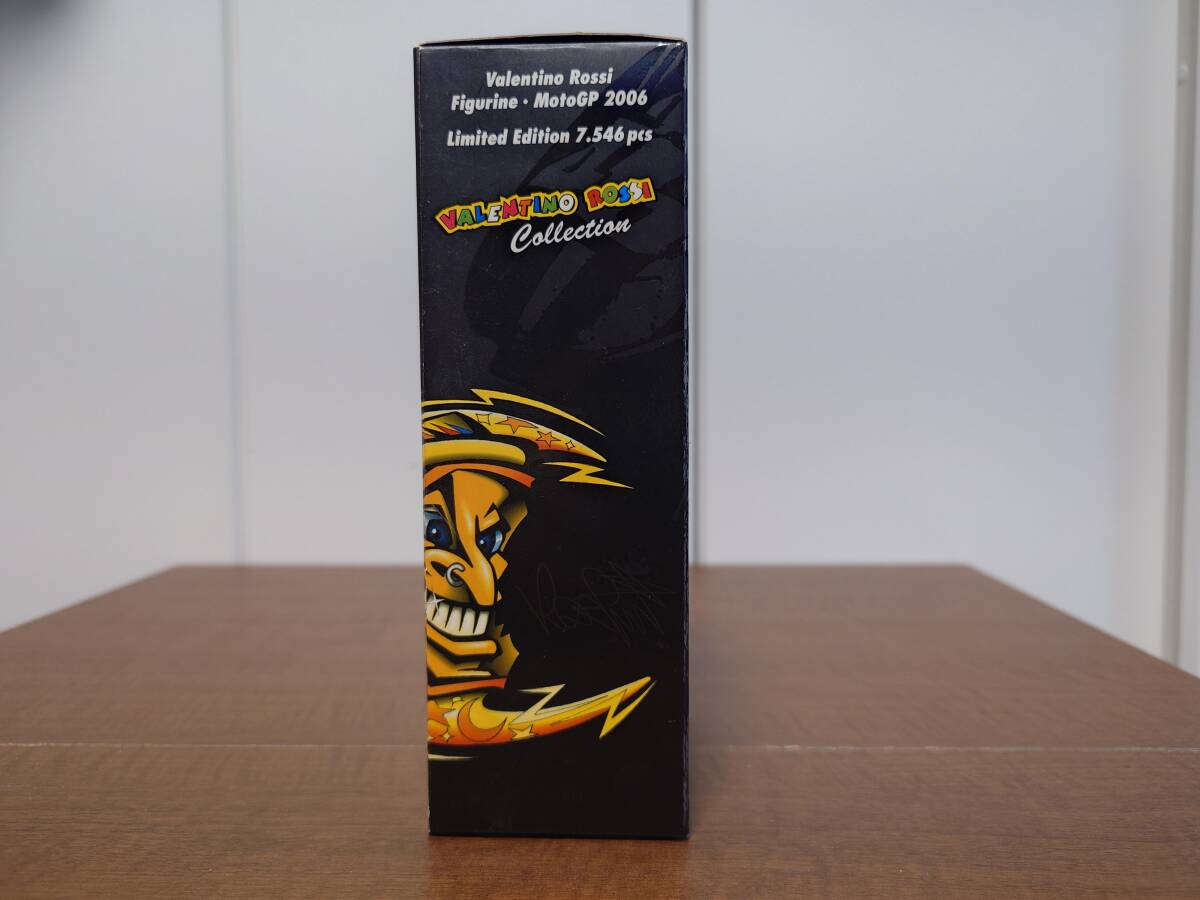 Valentino Rossi
Figurine · MotoGP 2006
Limited Edition 7.546 pcs
VALENTINO ROSSI
Collection